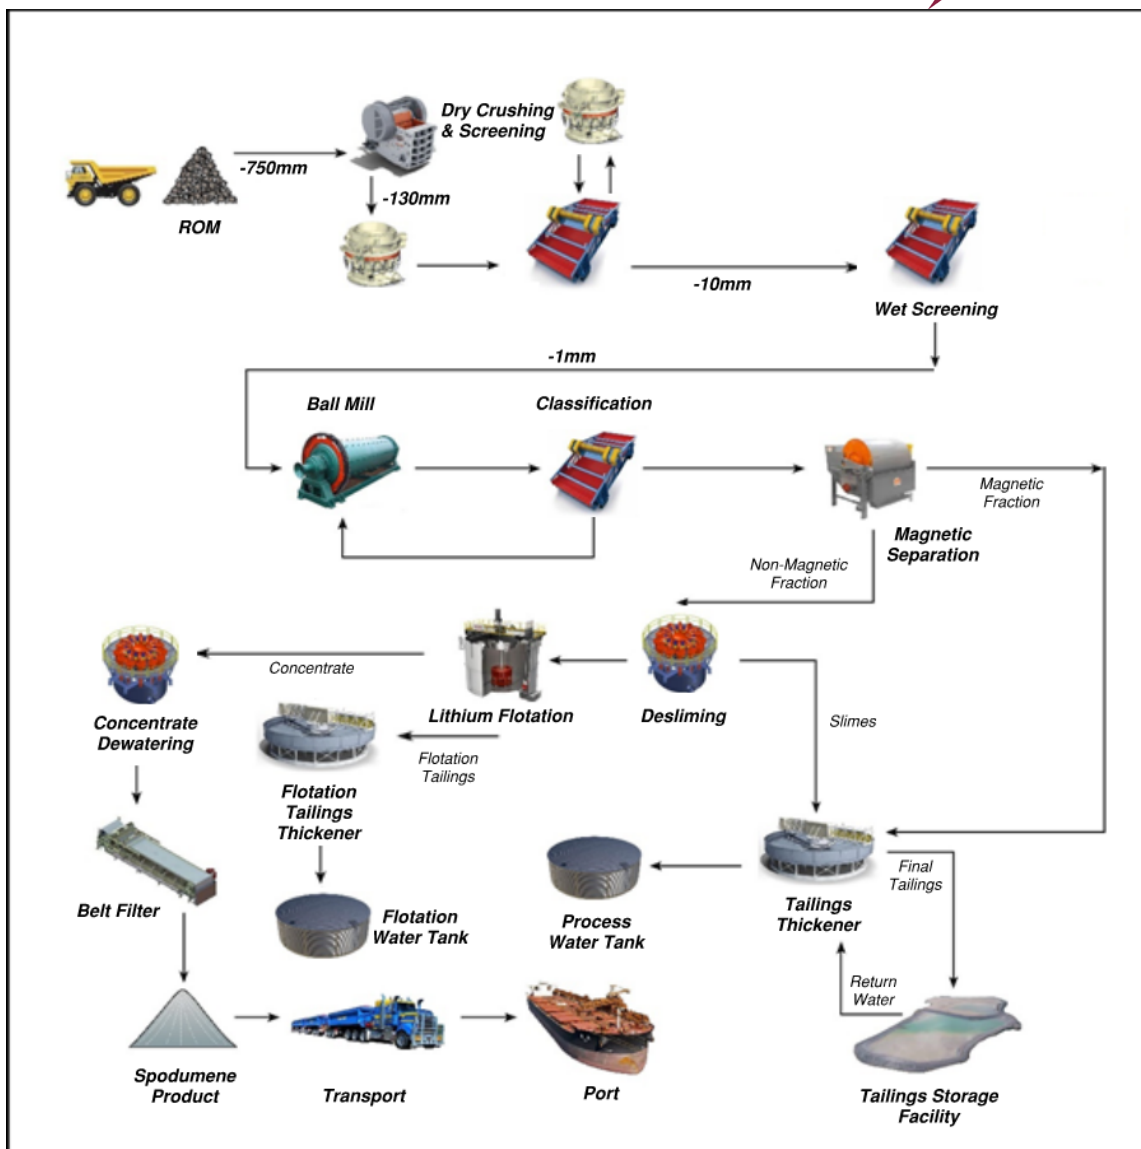 Dry Crushing
& Screening
-750mm
-130mm
ROM
-10mm
Wet Screening
-1mm
Ball Mill
Classification
Magnetic
Fraction
Magnetic
Separation
Non-Magnetic
Fraction
Concentrate
Lithium Flotation
Desliming
Slimes
Concentrate
Dewatering
Flotation
Tailings
Flotation
Tailings
Thickener
Final
Tailings
Belt Filter
Flotation
Water Tank
Process
Water Tank
Tailings
Thickener
Return
Water
Spodumene
Product
Transport
Port
Tailings Storage
Facility